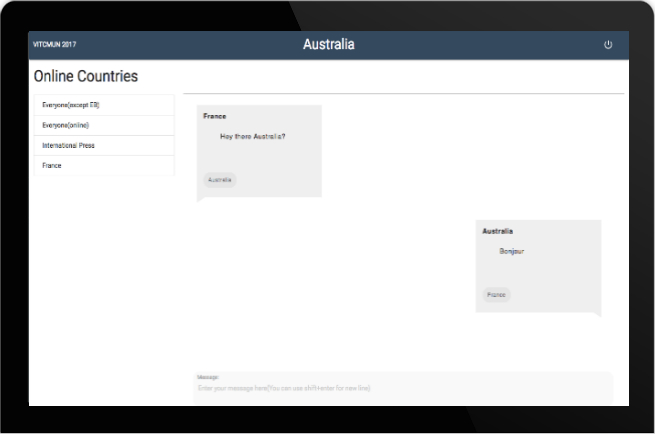 VITCMUN 2017
Australia
Online Countries
Everyone(except EB)
Everyone(online)
International Press
France
France
Hey there Australia?
Australia
Australia
Bonjour
France
Message
Enter your message here(You can use shift+enter for new line)